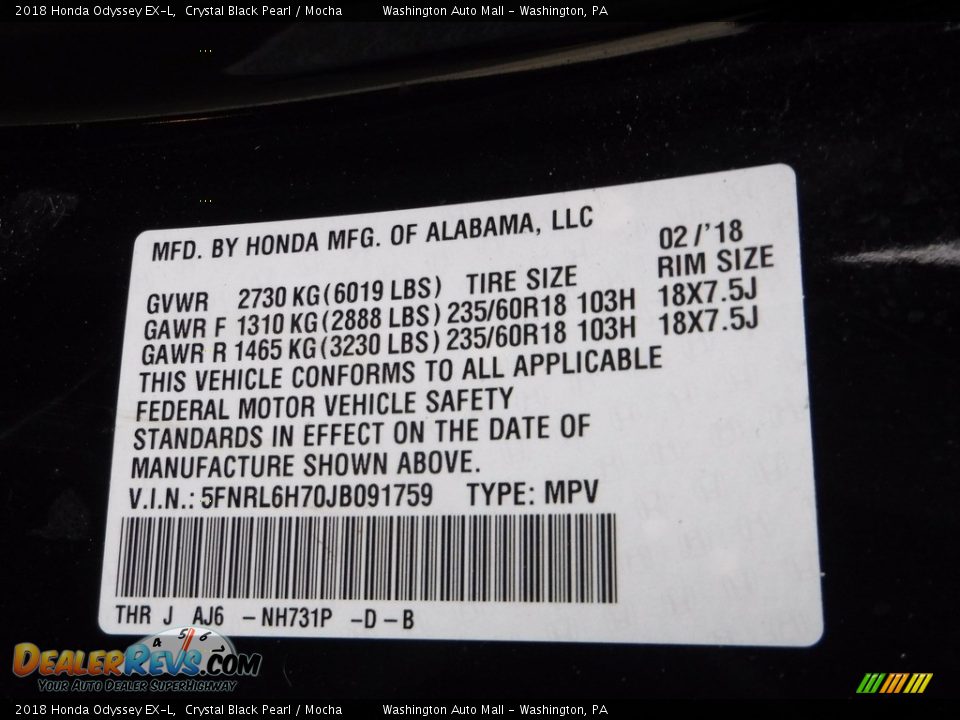 2018 Honda Odyssey EX-L, Crystal Black Pearl / Mocha Washington Auto Mall - Washington, PA
MFD. BY HONDA MFG. OF ALABAMA, LLC 02/'18
GVWR 2730 KG(6019 LBS) TIRE SIZE RIM SIZE
GAWR F 1310 KG(2888 LBS) 235/60R18 103H 18X7.5J
GAWR R 1465 KG(3230 LBS) 235/60R18 103H 18X7.5J
THIS VEHICLE CONFORMS TO ALL APPLICABLE
FEDERAL MOTOR VEHICLE SAFETY
STANDARDS IN EFFECT ON THE DATE OF
MANUFACTURE SHOWN ABOVE.
V.I.N.: 5FNRL6H70JB091759 TYPE: MPV
THR J AJ6 - NH731P - D - B
4 5 6
DEALERREVS.COM
YOUR AUTO DEALER SUPERHIGHWAY
2018 Honda Odyssey EX-L, Crystal Black Pearl / Mocha Washington Auto Mall - Washington, PA